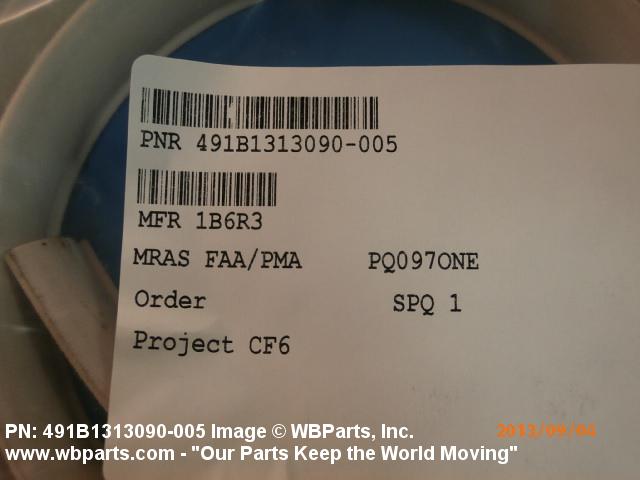 PNR 491B1313090-005
MFR 1B6R3
MRAS FAA/PMA PQ097ONE
Order SPQ 1
Project CF6
PN: 491B1313090-005 Image © WBParts, Inc. 2013/09/04
www.wbparts.com - "Our Parts Keep the World Moving"